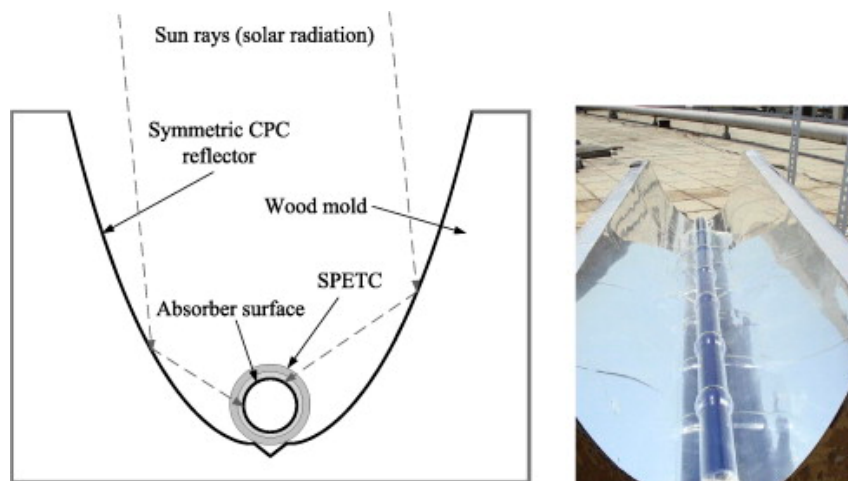 Sun rays (solar radiation)
Symmetric CPC
reflector
Wood mold
SPETC
Absorber surface